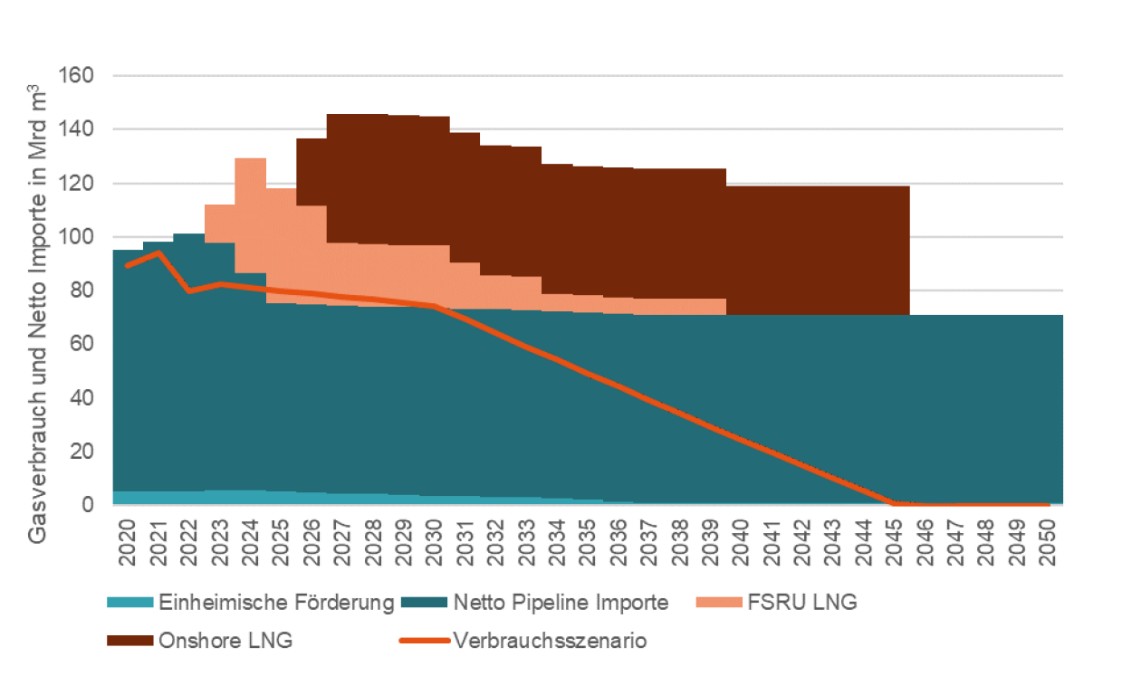 Gasverbrauch und Netto Importe in Mrd m³
160
140
120
100
80
60
40
20
0
2020 2021 2022 2023 2024 2025 2026 2027 2028 2029 2030 2031 2032 2033 2034 2035 2036 2037 2038 2039 2040 2041 2042 2043 2044 2045 2046 2047 2048 2049 2050
Einheimische Förderung Netto Pipeline Importe FSRU LNG
Onshore LNG Verbrauchsszenario